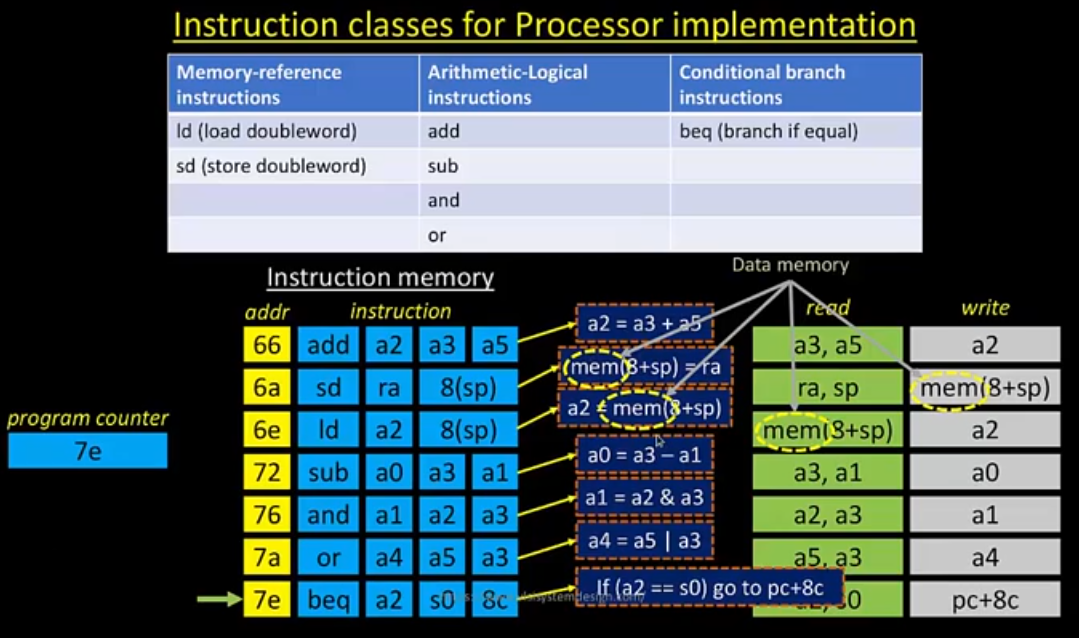 Instruction classes for Processor implementation
Memory-reference instructions
Arithmetic-Logical instructions
Conditional branch instructions
ld (load doubleword) add beq (branch if equal)
sd (store doubleword) sub
and
or
Data memory
Instruction memory
addr instruction read write
66 add a2 a3 a5 a2 = a3 + a5 a3, a5 a2
6a sd ra 8(sp) mem(8+sp) = ra ra, sp mem(8+sp)
6e ld a2 8(sp) a2 = mem(8+sp) mem(8+sp) a2
program counter
7e
72 sub a0 a3 a1 a0 = a3 – a1 a3, a1 a0
76 and a1 a2 a3 a1 = a2 & a3 a2, a3 a1
7a or a4 a5 a3 a4 = a5 | a3 a5, a3 a4
7e beq a2 s0 8c If (a2 == s0) go to pc+8c s0 pc+8c